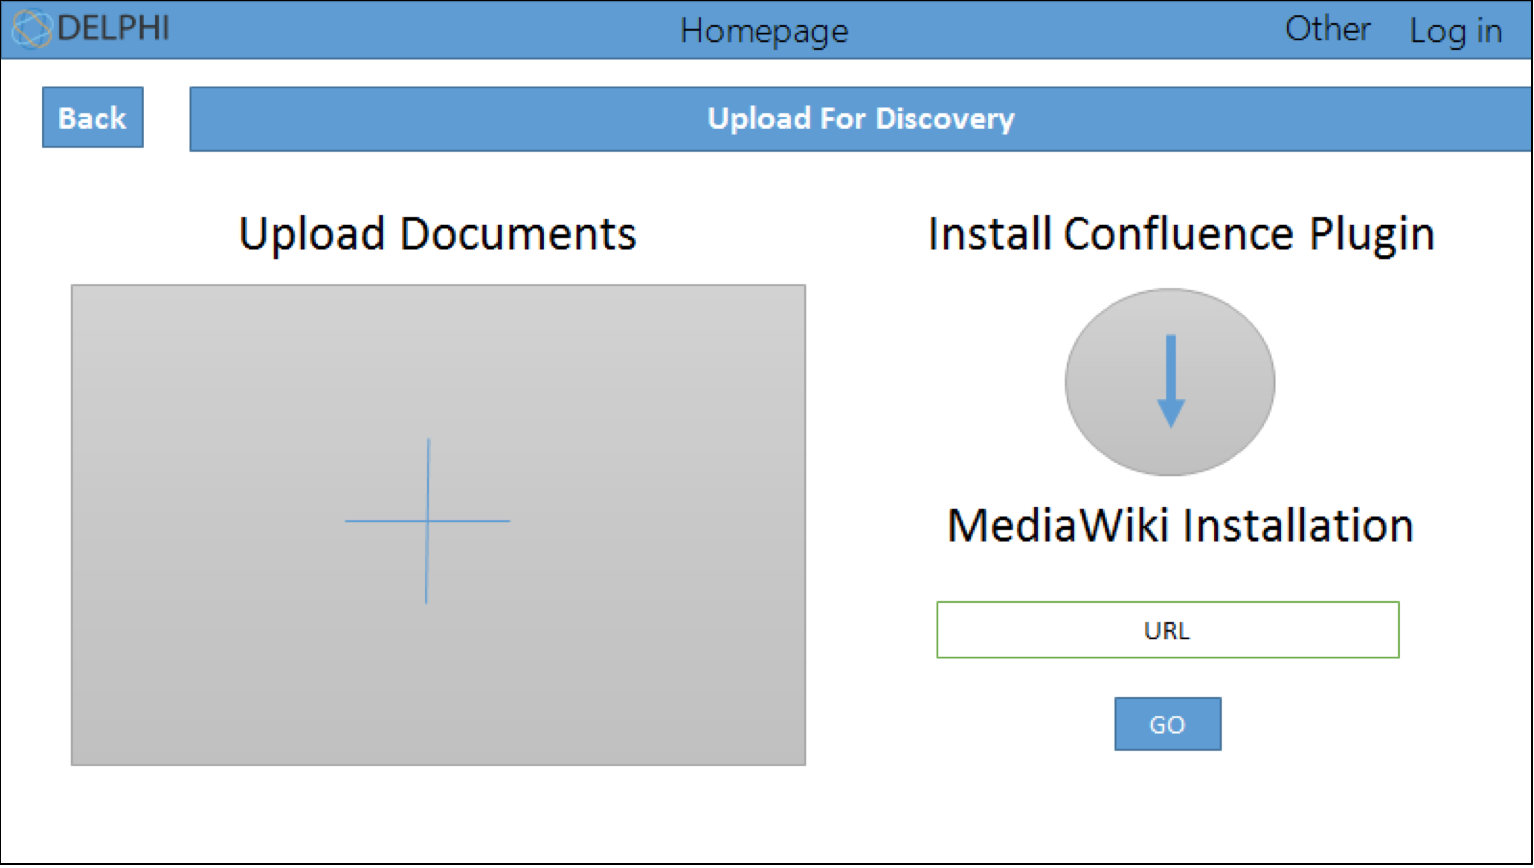 DELPHI
Homepage
Other
Log in
Back
Upload For Discovery
Upload Documents
Install Confluence Plugin
MediaWiki Installation
URL
GO